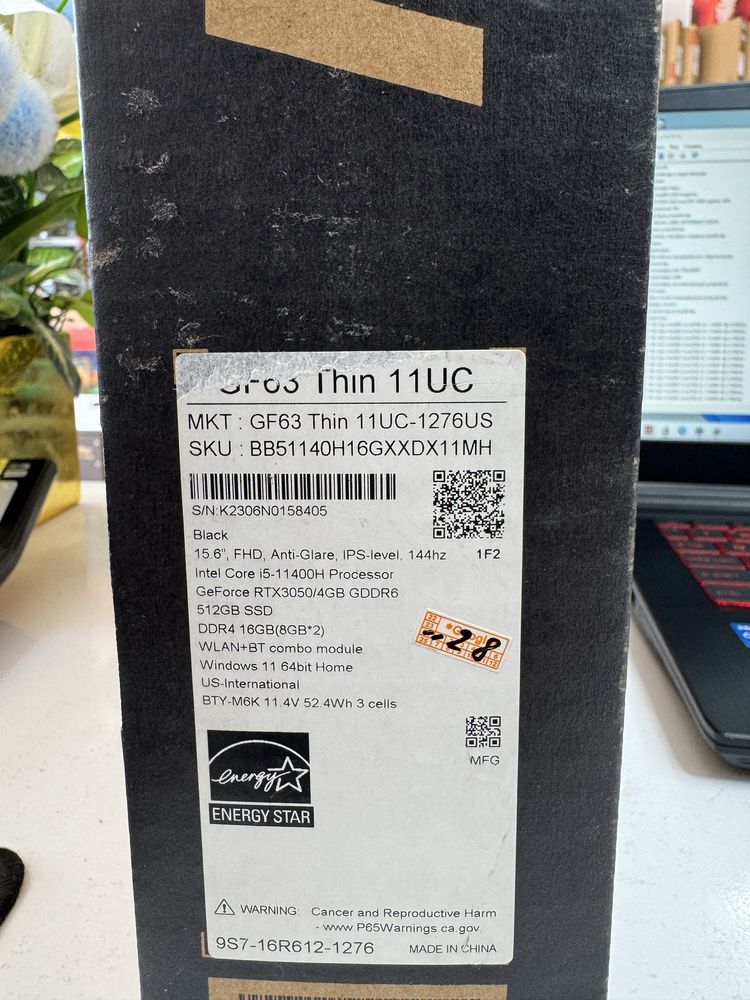 GF63 Thin 11UC
MKT : GF63 Thin 11UC-1276US
SKU : BB51140H16GXXDX11MH
S/N:K2306N0158405
Black
15.6", FHD, Anti-Glare, IPS-level, 144hz 1F2
Intel Core i5-11400H Processor
GeForce RTX3050/4GB GDDR6
512GB SSD
DDR4 16GB(8GB*2)
WLAN+BT combo module
Windows 11 64bit Home
US-International
BTY-M6K 11.4V 52.4Wh 3 cells
28
MFG
energy
ENERGY STAR
WARNING: Cancer and Reproductive Harm
- www.P65Warnings.ca.gov
9S7-16R612-1276 MADE IN CHINA